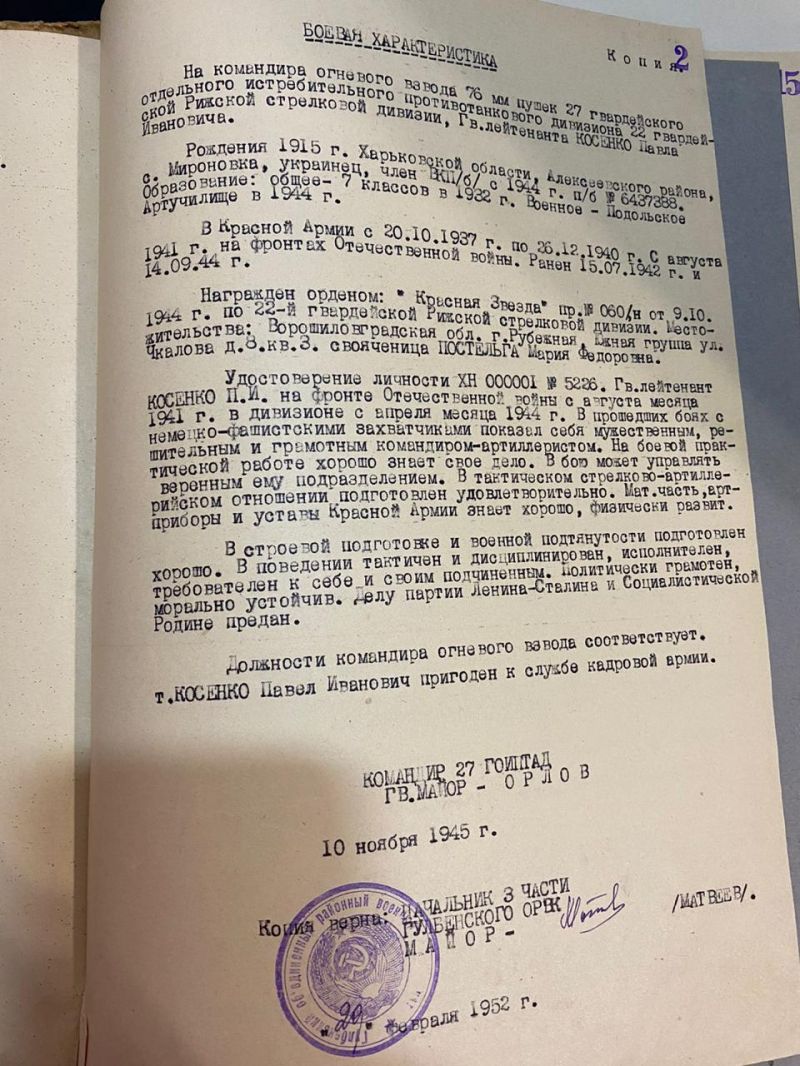 БОЕВАЯ ХАРАКТЕРИСТИКА
Копия.
2
15
На командира огневого взвода 76 мм пушек 27 гвардейского
отдельного истребительного противотанкового дивизиона 22 гвардей-
ской Рижской стрелковой дивизии, Гв.лейтенанта КОСЕНКО Павла
Ивановича.
Рождения 1915 г. Харьковской области, Алексеевского района,
с. Мироновка, украинец, член ВКП/б/ с 1944 г. п/б № 6437388.
Образование: общее- 7 классов в 1932 г. Военное - Подольское
Артучилище в 1944 г.
В Красной Армии с 20.10.1937 г. по 26.12.1940 г. С августа
1941 г. на фронтах Отечественной войны. Ранен 15.07.1942 г. и
14.09.44 г.
Награжден орденом: " Красная Звезда" пр.№ 060/н от 9.10.
1944 г. по 22-й гвардейской Рижской стрелковой дивизии. Место-
жительства: Ворошиловградская обл. г.Рубежная, Южная группа ул.
Чкалова д.8.кв.3. свояченица ПОСТЕЛЬГА Мария Федоровна.
Удостоверение личности ХН 000001 № 5226. Гв.лейтенант
КОСЕНКО П.И. на фронте Отечественной войны с августа месяца
1941 г. в дивизионе с апреля месяца 1944 г. В прошедших боях с
немецко-фашистскими захватчиками показал себя мужественным, ре-
шительным и грамотным командиром-артиллеристом. На боевой прак-
тической работе хорошо знает свое дело. В бою может управлять
веренным ему подразделением. В тактическом стрелково-артилле-
рийском отношении подготовлен удовлетворительно. Мат.часть,арт-
приборы и уставы Красной Армии знает хорошо, физически развит.
В строевой подготовке и военной подтянутости подготовлен
хорошо. В поведении тактичен и дисциплинирован, исполнителен,
требователен к себе и своим подчиненным. Политически грамотен,
морально устойчив. Делу партии Ленина-Сталина и Социалистической
Родине предан.
Должности командира огневого взвода соответствует.
т.КОСЕНКО Павел Иванович пригоден к службе кадровой армии.
КОМАНДИР 27 ГОИПТАД
ГВ.МАЙОР - ОРЛОВ
10 ноября 1945 г.
Копия верна: НАЧАЛЬНИК 3 ЧАСТИ
ГУЛБЕНСКОГО ОРВК
МАЙОР - /МАТВЕЕВ/.
"29" февраля 1952 г.
объединенный районный военный